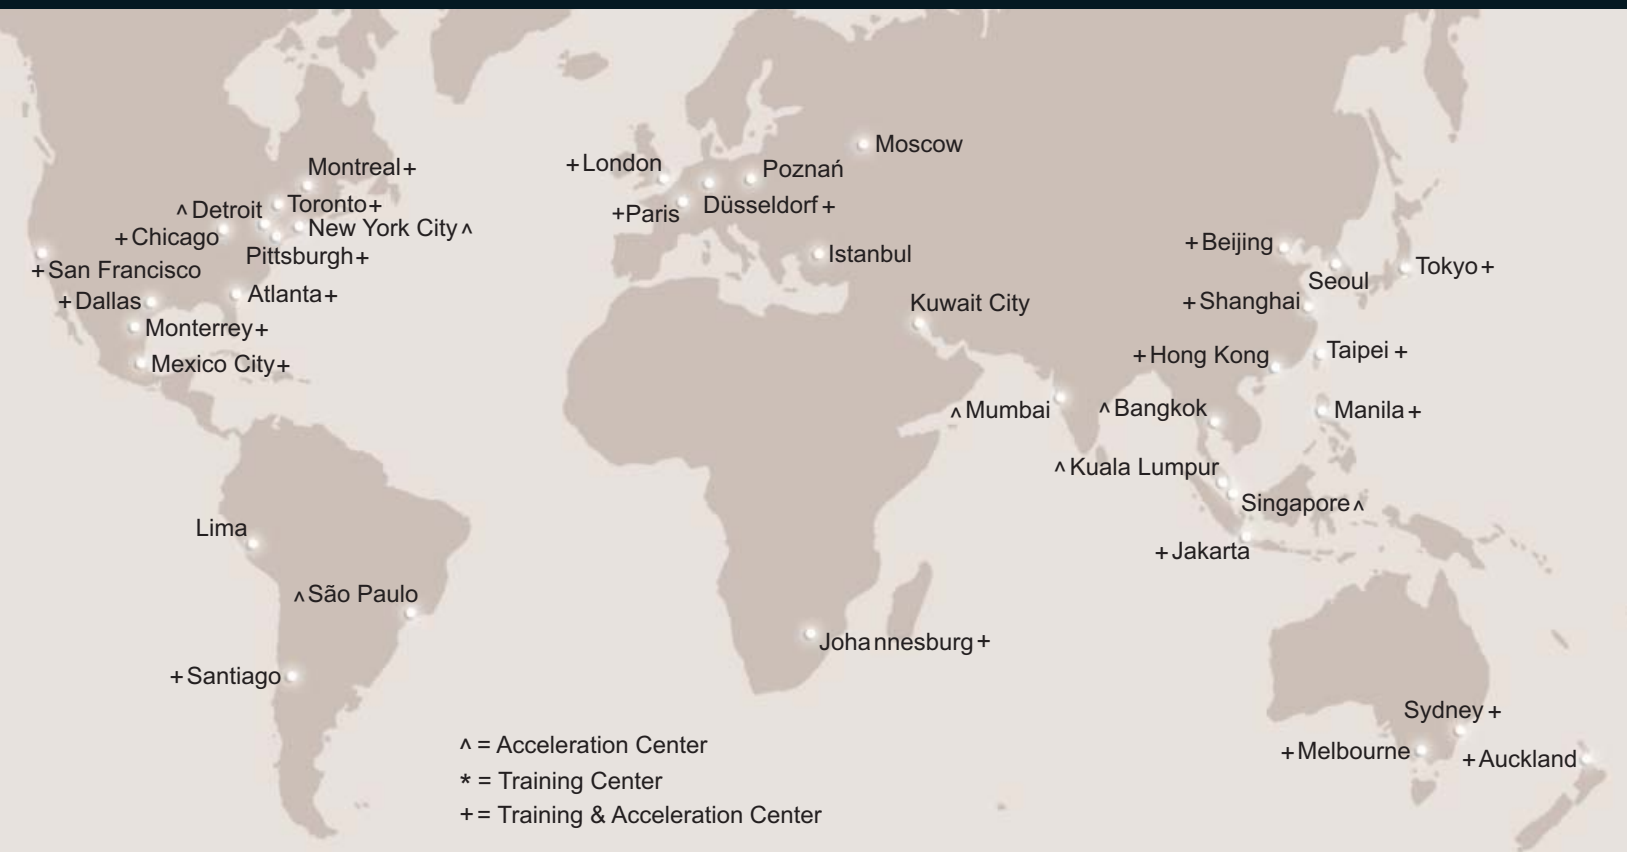 Moscow
Montreal+
+London
Poznań
^Detroit
Toronto+
+Paris
Düsseldorf+
+Chicago
New York City^
Pittsburgh+
Istanbul
+Beijing
+San Francisco
Tokyo+
Seoul
+Dallas
Atlanta+
Kuwait City
+Shanghai
Monterrey+
+Hong Kong
Taipei +
Mexico City+
^Mumbai
^Bangkok
Manila+
^Kuala Lumpur
Singapore^
Lima
+Jakarta
^São Paulo
Johannesburg+
+Santiago
Sydney+
+Melbourne
+Auckland
^ = Acceleration Center
* = Training Center
+= Training & Acceleration Center